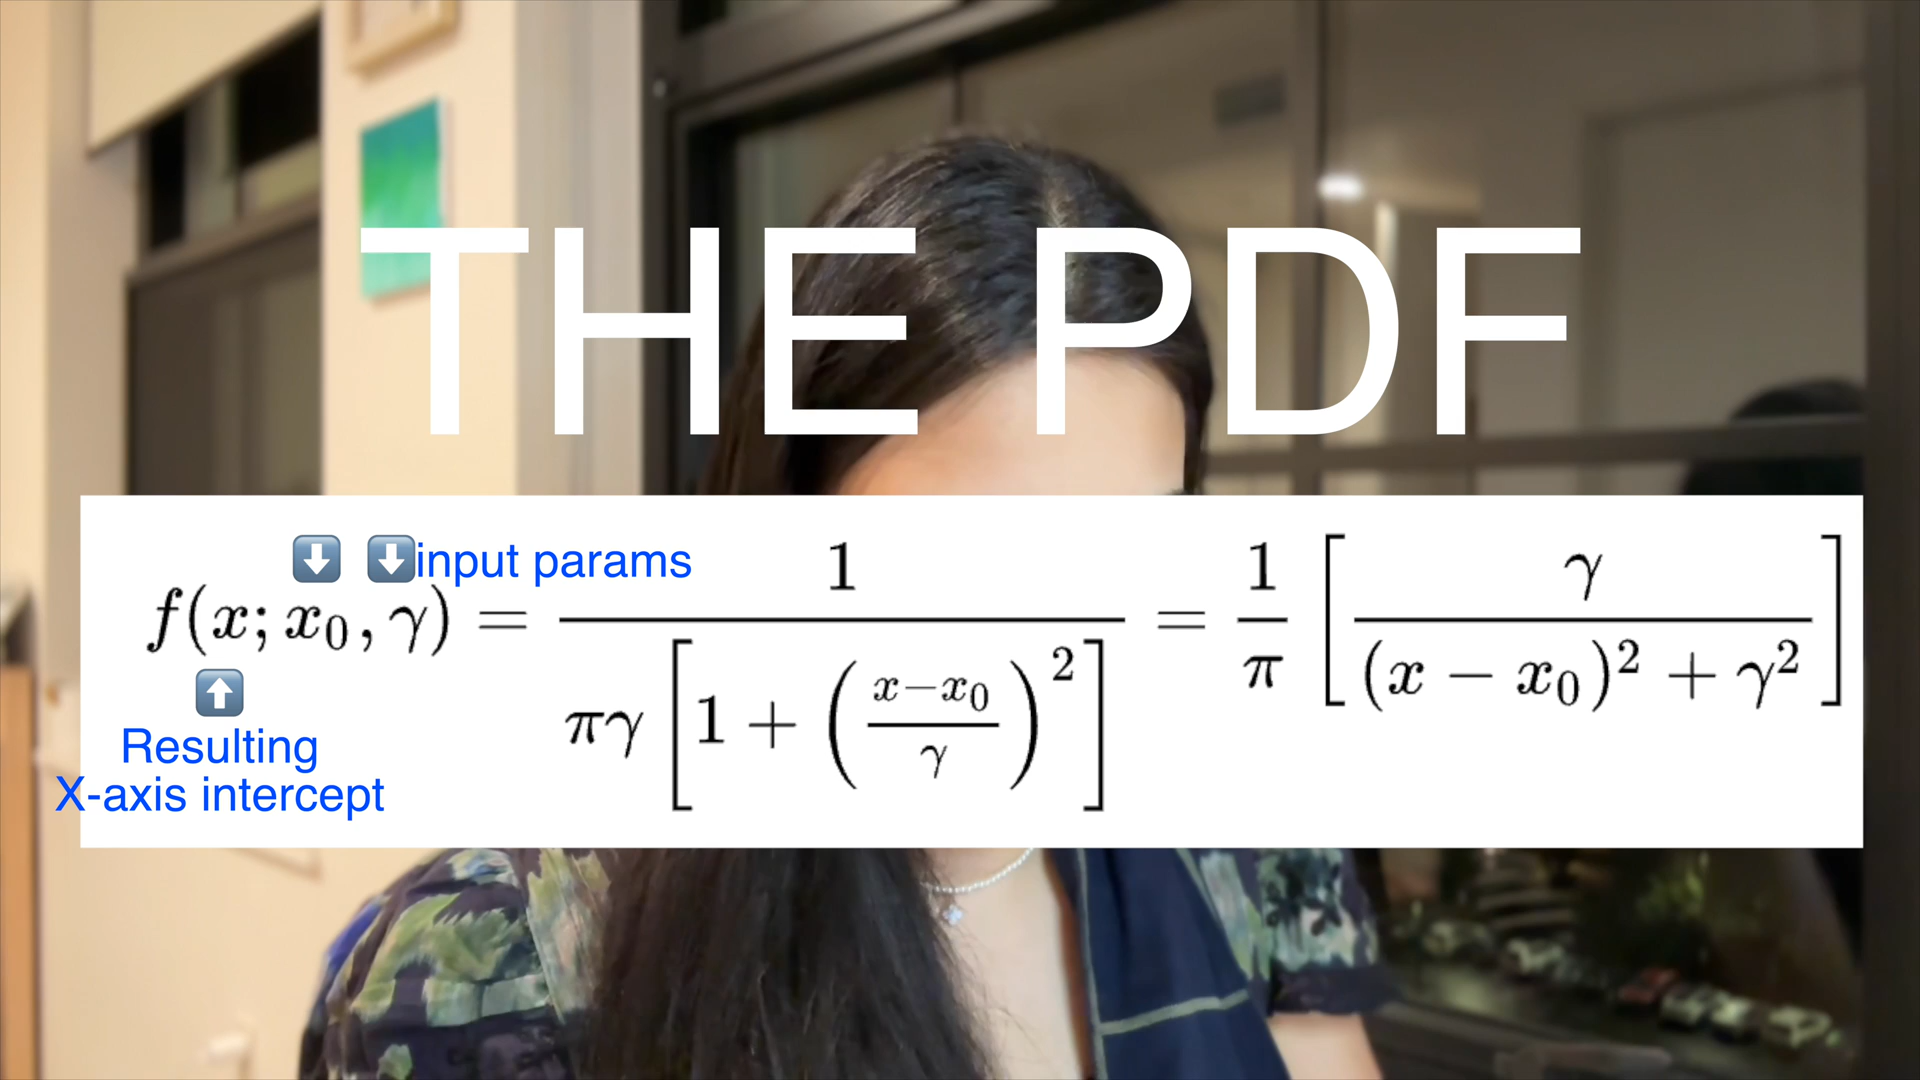 THE PDF
⬇️ ⬇️input params
f(x; x₀, γ) = 1 / (πγ [1 + ((x−x₀)/γ)²]) = 1/π [γ / ((x − x₀)² + γ²)]
⬆️
Resulting
X-axis intercept